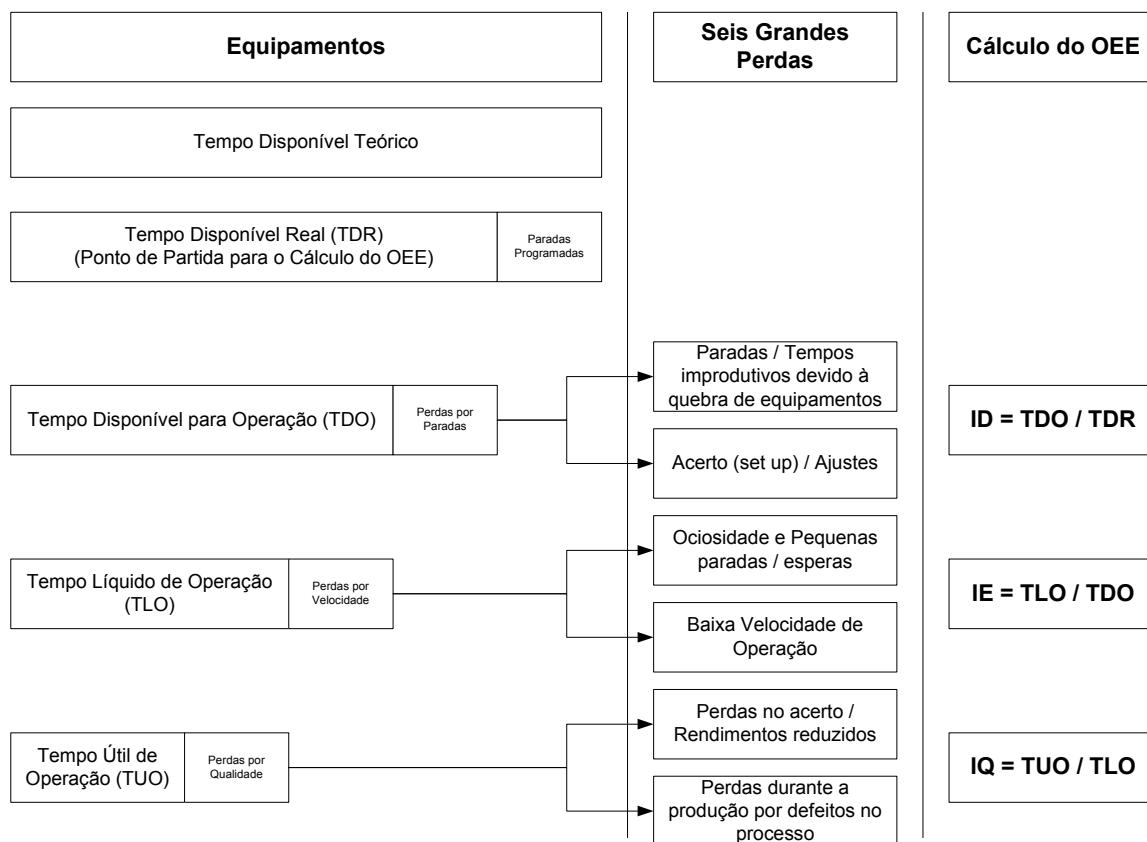 Equipamentos
Seis Grandes
Perdas
Cálculo do OEE
Tempo Disponível Teórico
Tempo Disponível Real (TDR)
(Ponto de Partida para o Cálculo do OEE)
Paradas
Programadas
Tempo Disponível para Operação (TDO)
Perdas por
Paradas
Paradas / Tempos
improdutivos devido à
quebra de equipamentos
Acerto (set up) / Ajustes
ID = TDO / TDR
Tempo Líquido de Operação
(TLO)
Perdas por
Velocidade
Ociosidade e Pequenas
paradas / esperas
Baixa Velocidade de
Operação
IE = TLO / TDO
Tempo Útil de
Operação (TUO)
Perdas por
Qualidade
Perdas no acerto /
Rendimentos reduzidos
Perdas durante a
produção por defeitos no
processo
IQ = TUO / TLO